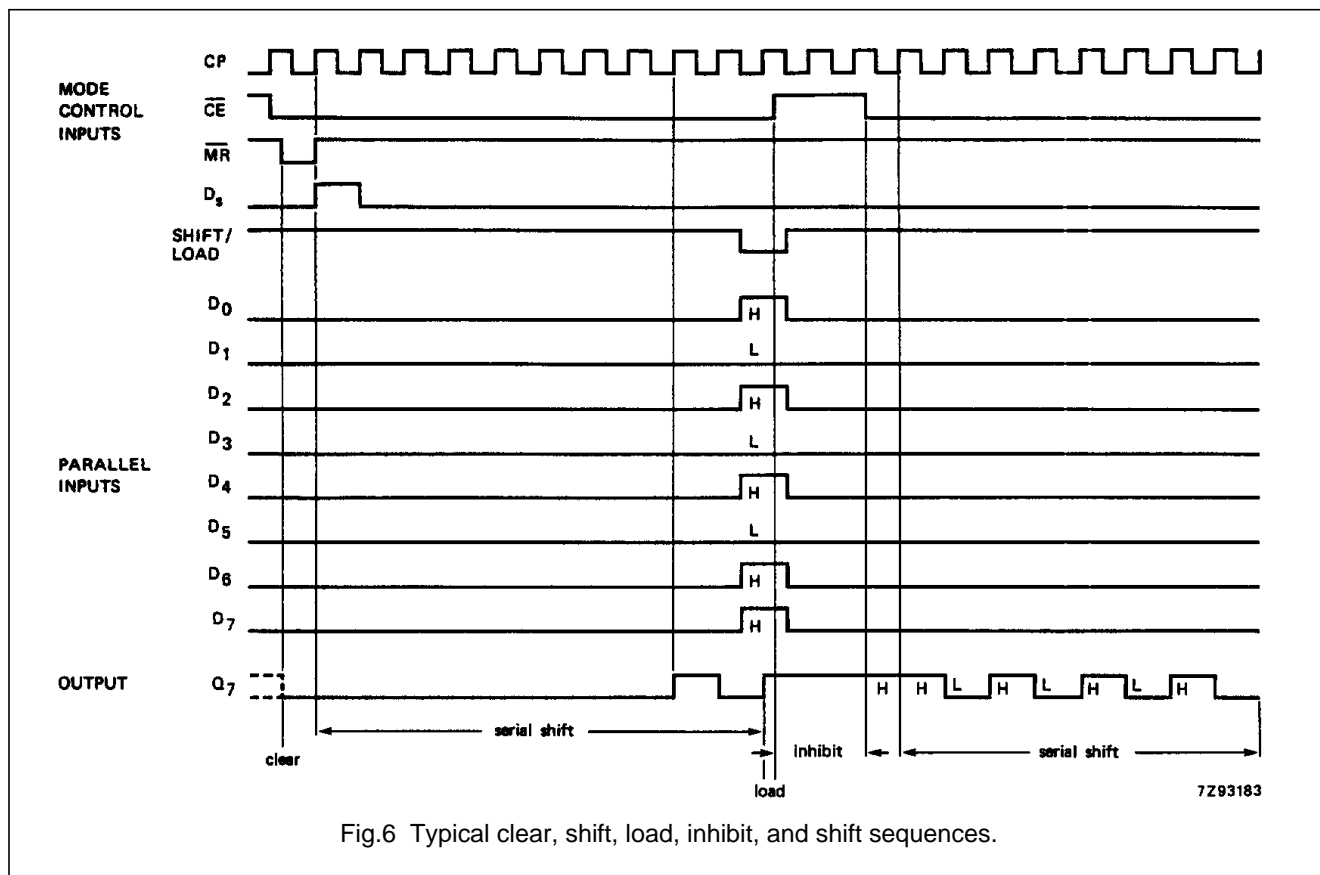 CP
MODE
CONTROL
INPUTS
CE
MR
Ds
SHIFT/
LOAD
D0
H
D1
L
D2
H
D3
L
PARALLEL
INPUTS
D4
H
D5
L
D6
H
D7
H
OUTPUT
Q7
H H L H L H L H
serial shift
clear
inhibit
serial shift
load
7Z93183
Fig.6 Typical clear, shift, load, inhibit, and shift sequences.